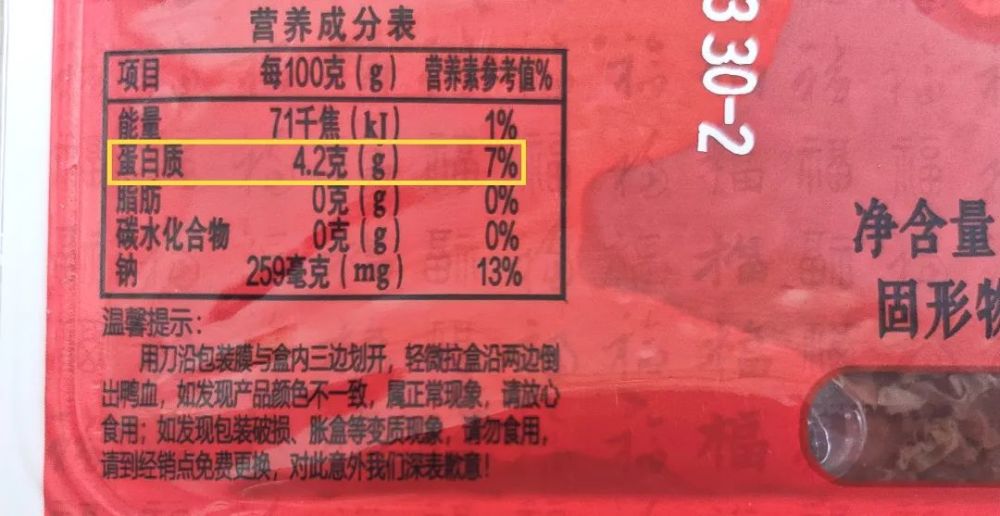 营养成分表
项目 每100克(g) 营养素参考值%
能量 71千焦(kJ) 1%
蛋白质 4.2克(g) 7%
脂肪 0克(g) 0%
碳水化合物 0克(g) 0%
钠 259毫克(mg) 13%
温馨提示:
用刀沿包装膜与盒内三边划开,轻微拉盒沿两边倒
出鸭血,如发现产品颜色不一致,属正常现象,请放心
食用;如发现包装破损、胀盒等变质现象,请勿食用,
请到经销点免费更换,对此意外我们深表歉意!
3 30-2
净含量
固形物
福